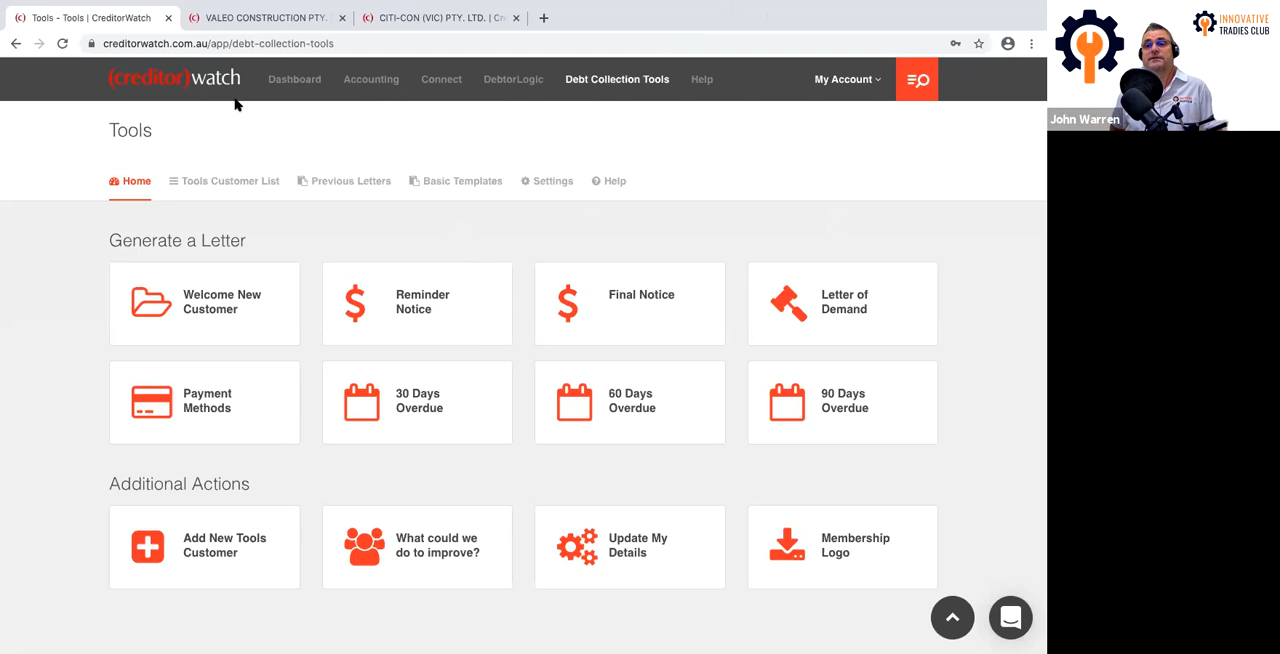 Tools - Tools | CreditorWatch
VALEO CONSTRUCTION PTY.
CITI-CON (VIC) PTY. LTD. | Cr
creditorwatch.com.au/app/debt-collection-tools
INNOVATIVE
TRADIES CLUB
(creditor)watch
Dashboard
Accounting
Connect
DebtorLogic
Debt Collection Tools
Help
My Account
John Warren
Tools
Home
Tools Customer List
Previous Letters
Basic Templates
Settings
Help
Generate a Letter
Welcome New
Customer
Reminder
Notice
Final Notice
Letter of
Demand
Payment
Methods
30 Days
Overdue
60 Days
Overdue
90 Days
Overdue
Additional Actions
Add New Tools
Customer
What could we
do to improve?
Update My
Details
Membership
Logo